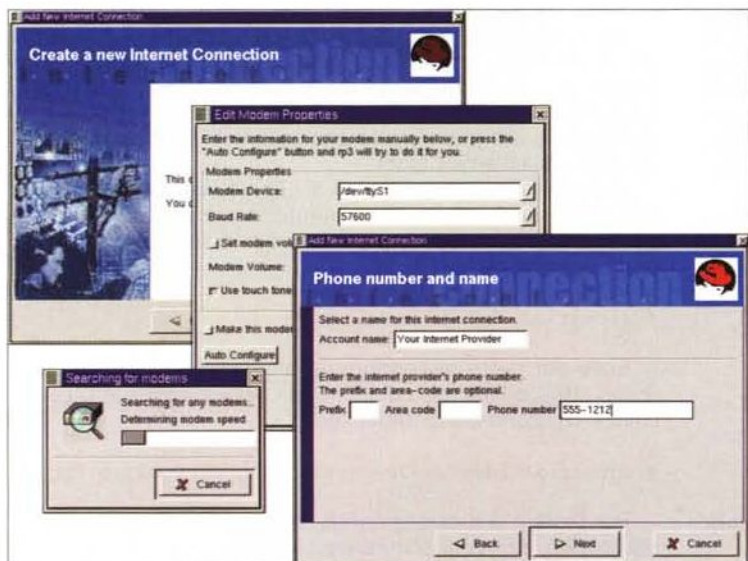 Add New Internet Connection
Create a new Internet Connection
This
You
Edit Modem Properties
Enter the information for your modem manually below, or press the
"Auto Configure" button and rp3 will try to do it for you.
Modem Properties
Modem Device: /dev/ttyS1
Baud Rate: 57600
Set modem
Modem Volume:
Use touch tone
Make this modem
Auto Configure
Searching for modems
Searching for any modems...
Determining modem speed
Cancel
Add New Internet Connection
Phone number and name
Select a name for this internet connection.
Account name: Your Internet Provider
Enter the internet provider's phone number.
The prefix and area-code are optional.
Prefix Area code Phone number 555-1212
Back Next Cancel